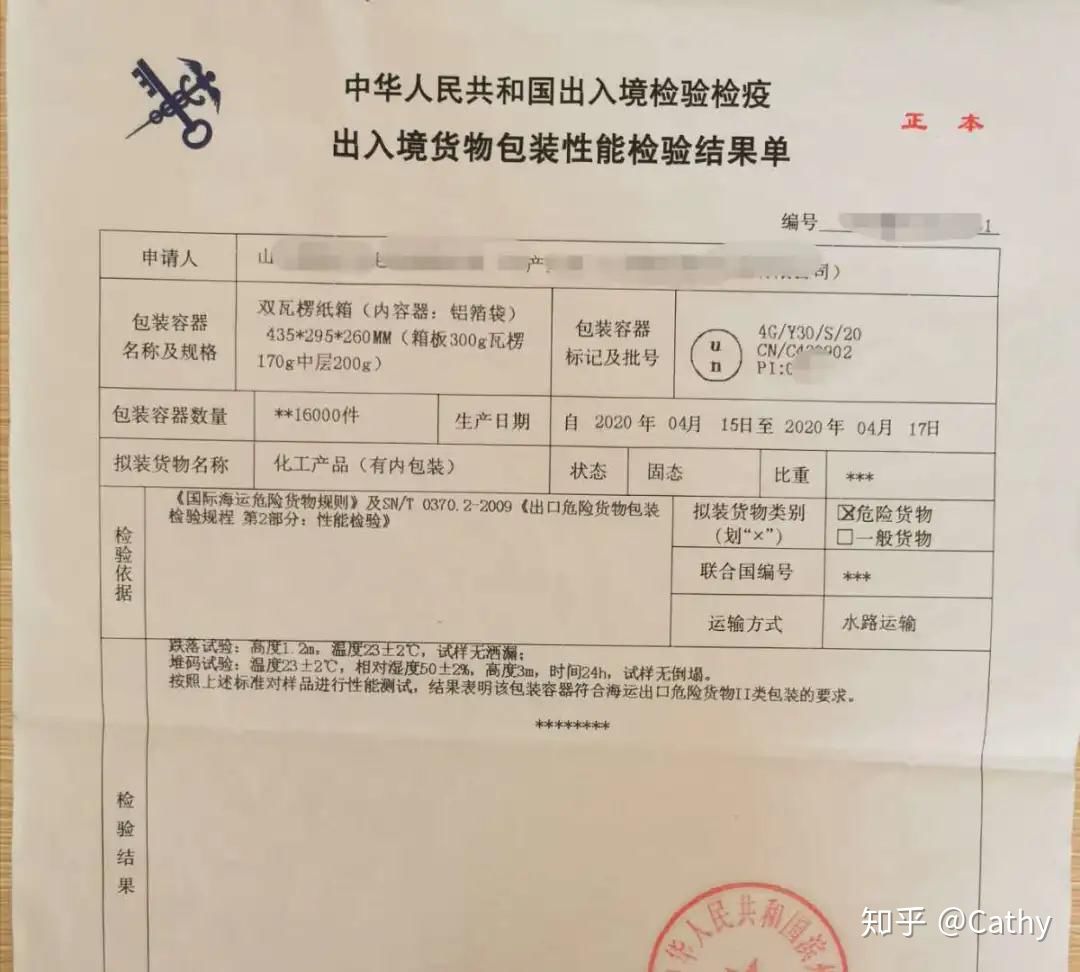 中华人民共和国出入境检验检疫
出入境货物包装性能检验结果单
正 本
编号 1
申请人 山 产 司）
包装容器
名称及规格
双瓦楞纸箱（内容器：铝箔袋）
435*295*260MM（箱板300g瓦楞
170g中层200g）
包装容器
标记及批号
u
n
4G/Y30/S/20
CN/C 02
PI:
包装容器数量 **16000件 生产日期 自 2020 年 04月 15日至 2020 年 04月 17日
拟装货物名称 化工产品（有内包装） 状态 固态 比重 ***
检验依据
《国际海运危险货物规则》及SN/T 0370.2-2009《出口危险货物包装
检验规程 第2部分：性能检验》
拟装货物类别
（划“×”）
☒危险货物
□一般货物
联合国编号 ***
运输方式 水路运输
检验结果
跌落试验：高度1.2m，温度23±2℃，试样无洒漏；
堆码试验：温度23±2℃，相对湿度50±2%，高度3m，时间24h，试样无倒塌。
按照上述标准对样品进行性能测试，结果表明该包装容器符合海运出口危险货物II类包装的要求。
********
华人民共和国滨
知乎 @Cathy